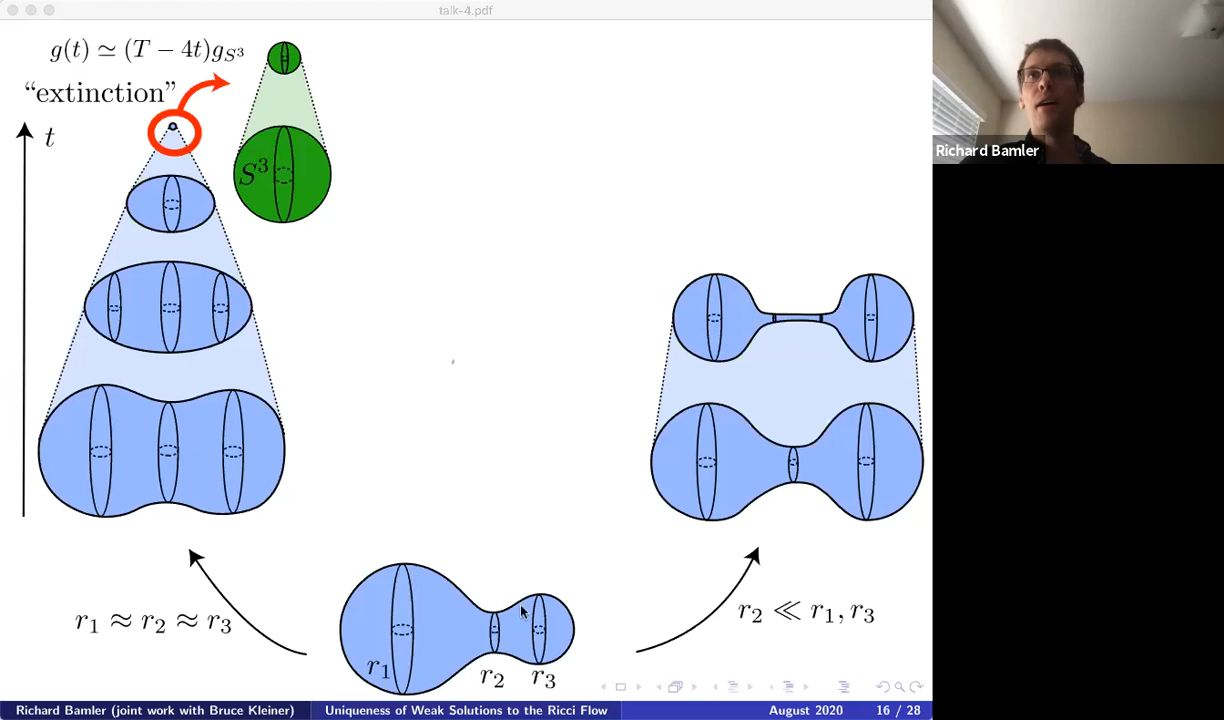 talk-4.pdf
g(t) ≃ (T − 4t)g_{S^3}
“extinction”
t
S^3
r_1 ≈ r_2 ≈ r_3
r_2 ≪ r_1, r_3
r_1
r_2
r_3
Richard Bamler
Richard Bamler (joint work with Bruce Kleiner)
Uniqueness of Weak Solutions to the Ricci Flow
August 2020
16 / 28